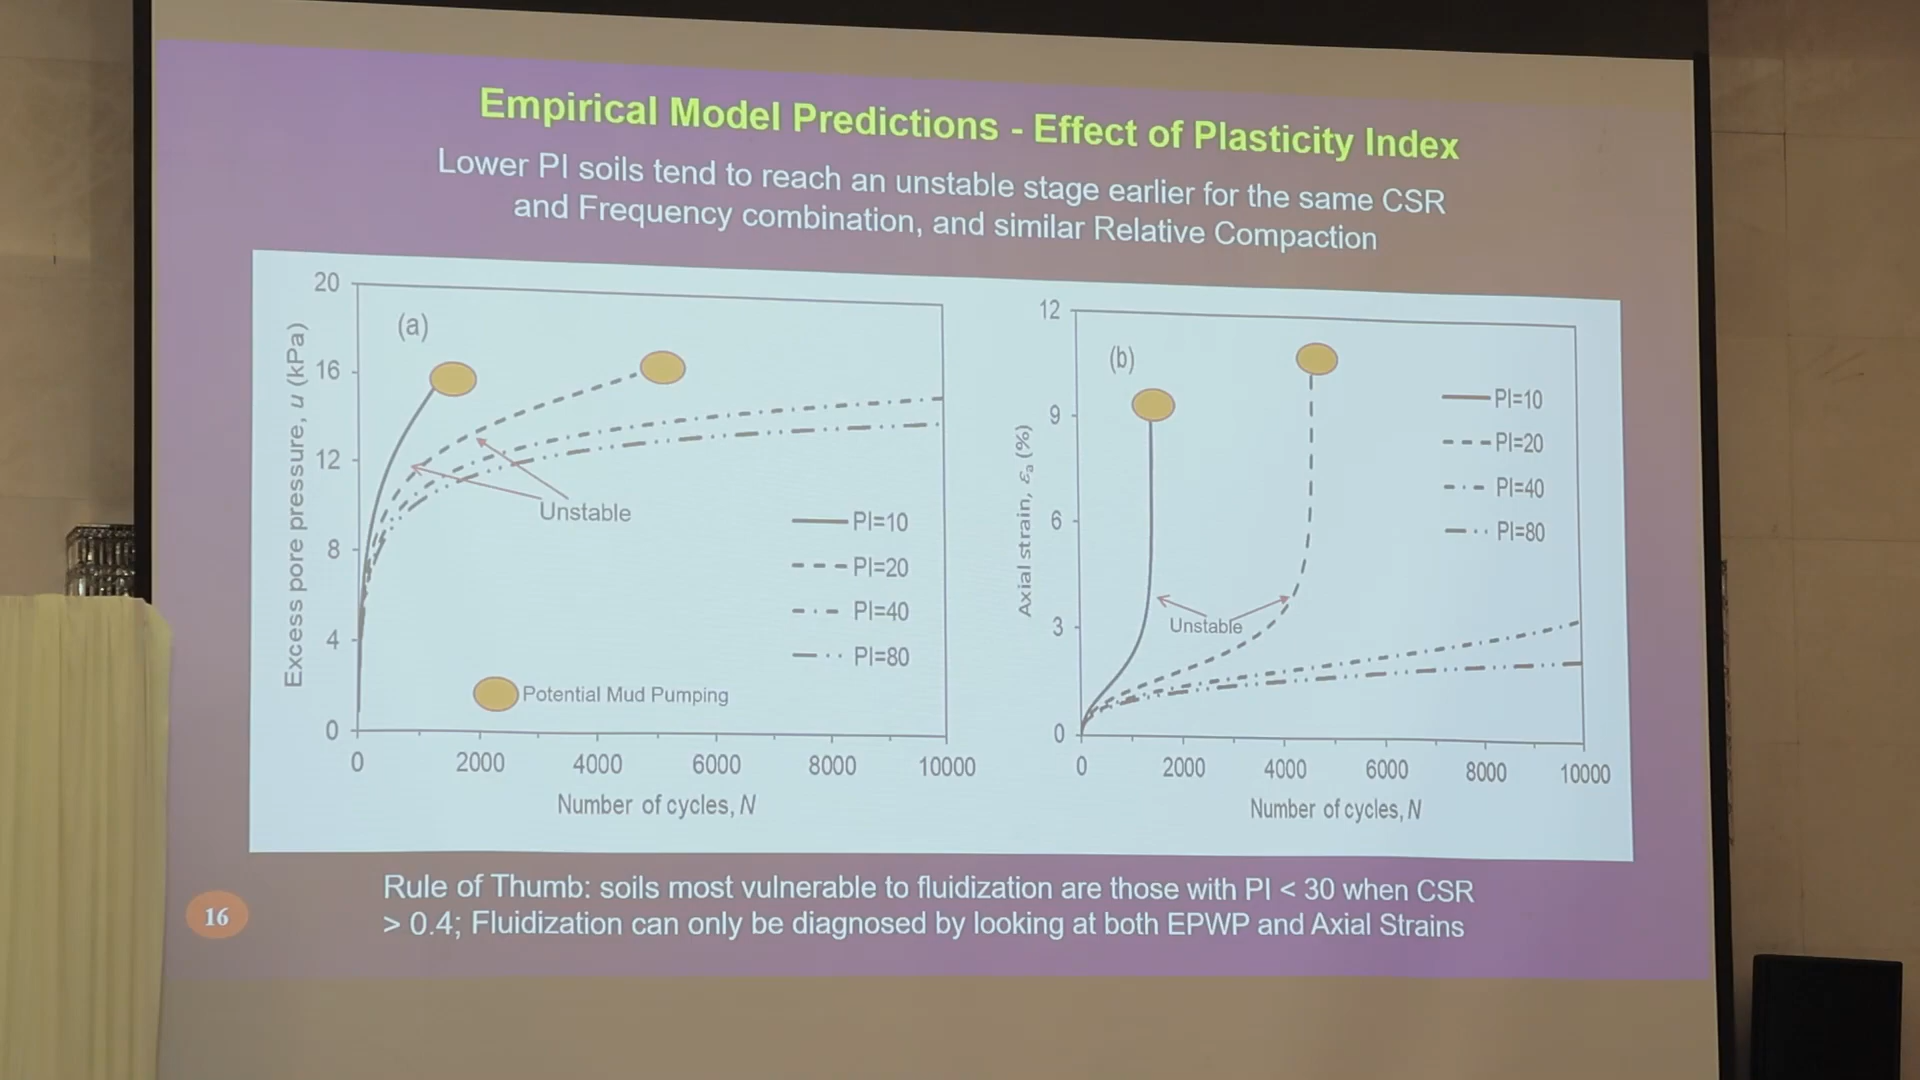 Empirical Model Predictions - Effect of Plasticity Index
Lower PI soils tend to reach an unstable stage earlier for the same CSR
and Frequency combination, and similar Relative Compaction
(a)
Excess pore pressure, u (kPa)
20
16
12
8
4
0
Unstable
PI=10
PI=20
PI=40
PI=80
Potential Mud Pumping
0 2000 4000 6000 8000 10000
Number of cycles, N
(b)
Axial strain, εa (%)
12
9
6
3
0
PI=10
PI=20
PI=40
PI=80
Unstable
0 2000 4000 6000 8000 10000
Number of cycles, N
Rule of Thumb: soils most vulnerable to fluidization are those with PI < 30 when CSR
> 0.4; Fluidization can only be diagnosed by looking at both EPWP and Axial Strains
16